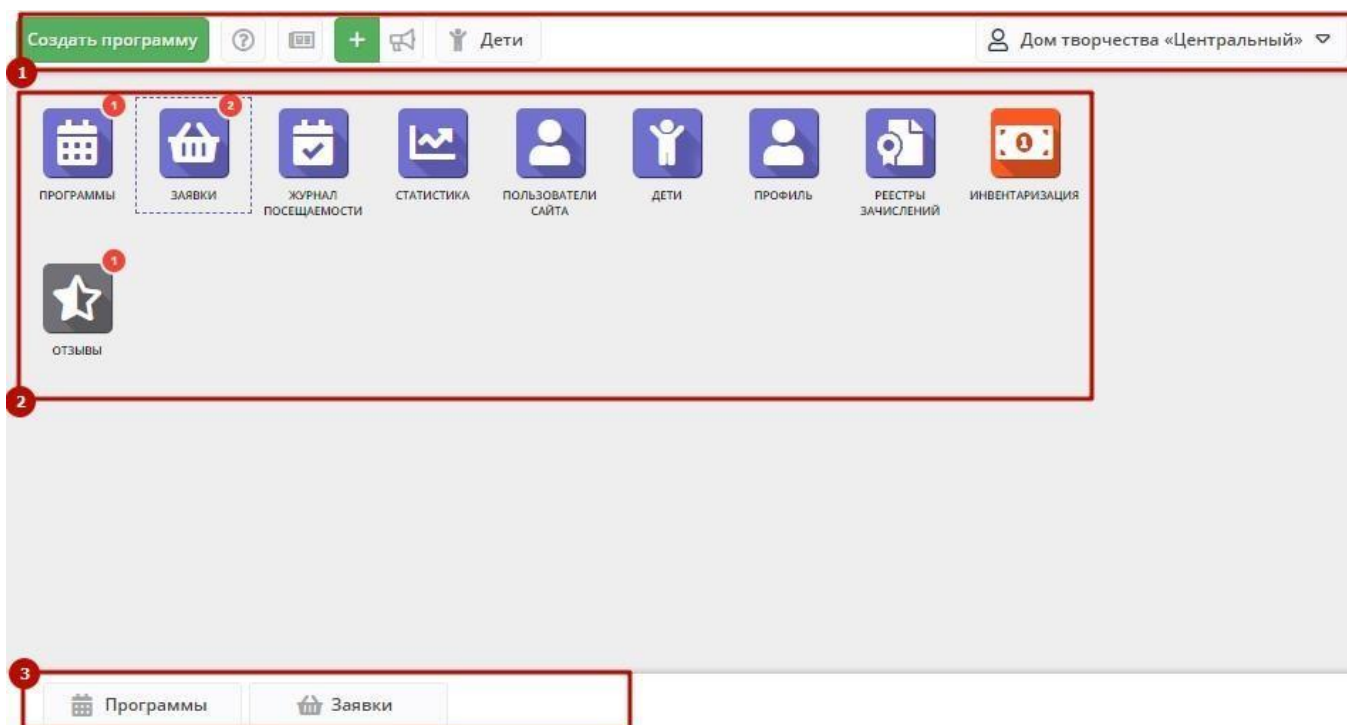 Создать программу
+
Дети
Дом творчества «Центральный»
1
1
2
ПРОГРАММЫ
ЗАЯВКИ
ЖУРНАЛ
ПОСЕЩАЕМОСТИ
СТАТИСТИКА
ПОЛЬЗОВАТЕЛИ
САЙТА
ДЕТИ
ПРОФИЛЬ
РЕЕСТРЫ
ЗАЧИСЛЕНИЙ
1
ИНВЕНТАРИЗАЦИЯ
1
ОТЗЫВЫ
2
3
Программы
Заявки